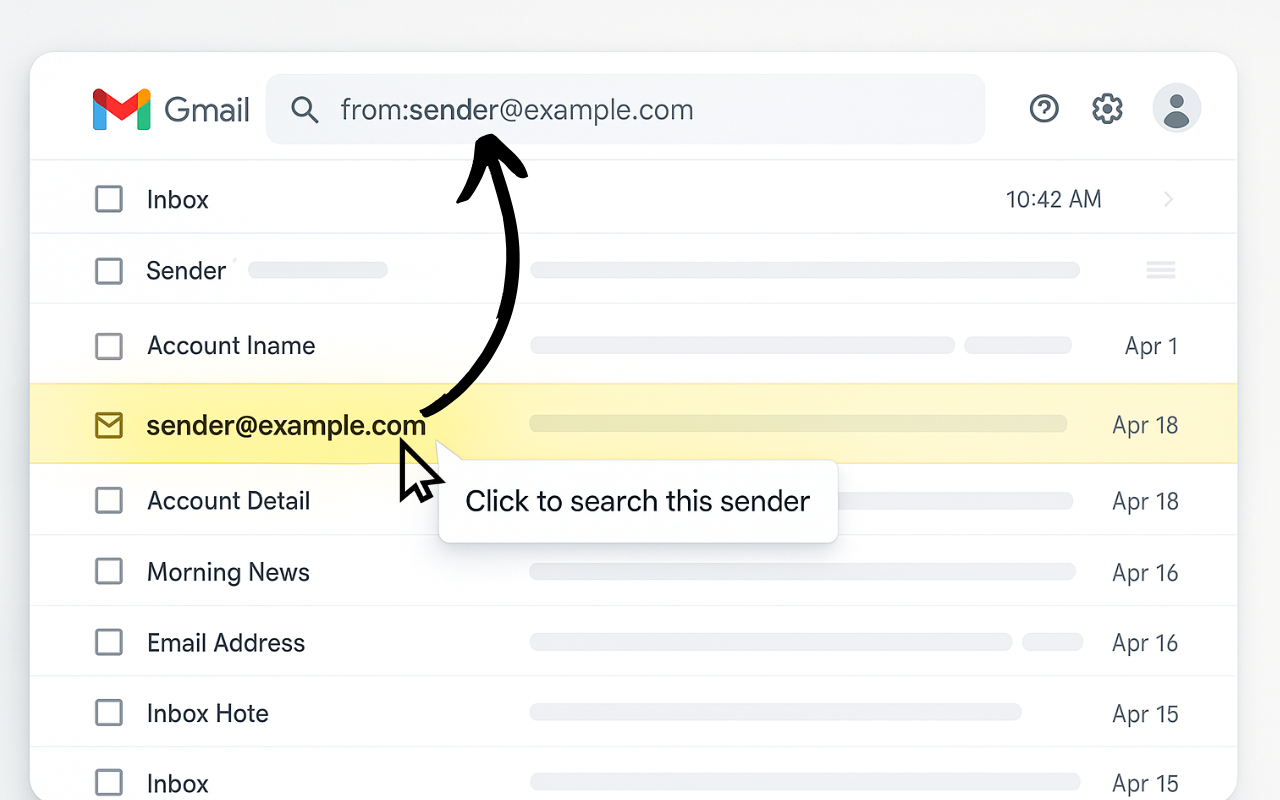 Gmail
from:sender@example.com
Inbox 10:42 AM
Sender
Account Iname Apr 1
sender@example.com Apr 18
Click to search this sender
Account Detail Apr 18
Morning News Apr 16
Email Address Apr 16
Inbox Hote Apr 15
Inbox Apr 15